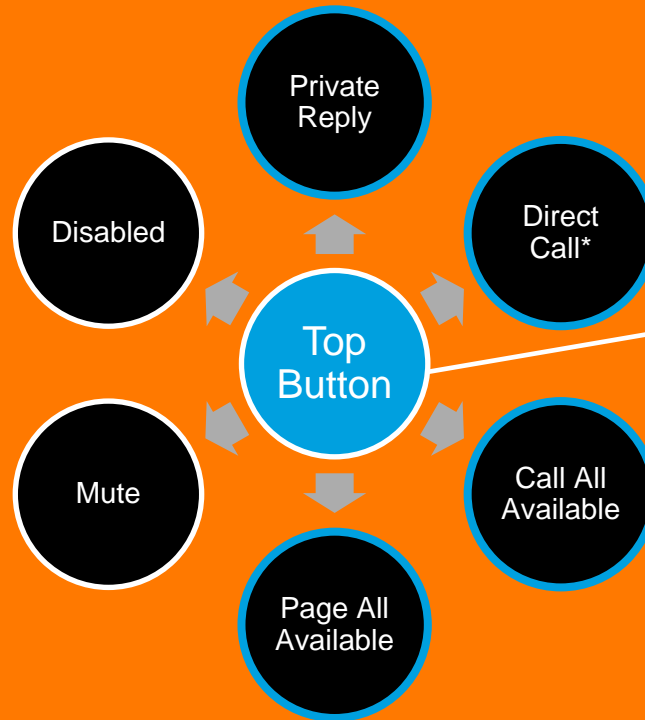 Private
Reply
Disabled
Direct
Call*
Top
Button
Mute
Call All
Available
Page All
Available